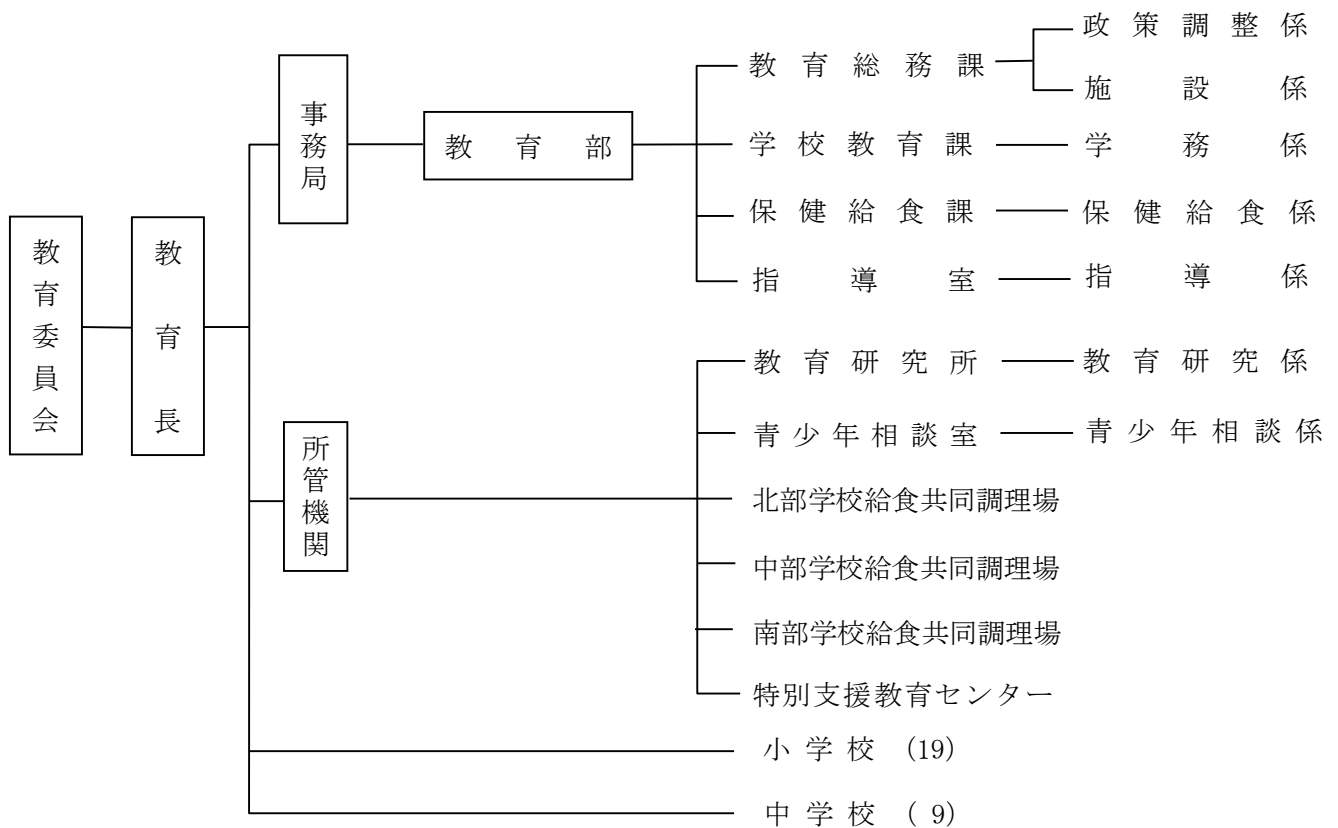 教育委員会
教育長
事務局
教育部
教育総務課
政策調整係
施設係
学校教育課
学務係
保健給食課
保健給食係
指導室
指導係
所管機関
教育研究所
教育研究係
青少年相談室
青少年相談係
北部学校給食共同調理場
中部学校給食共同調理場
南部学校給食共同調理場
特別支援教育センター
小学校 (19)
中学校 ( 9)